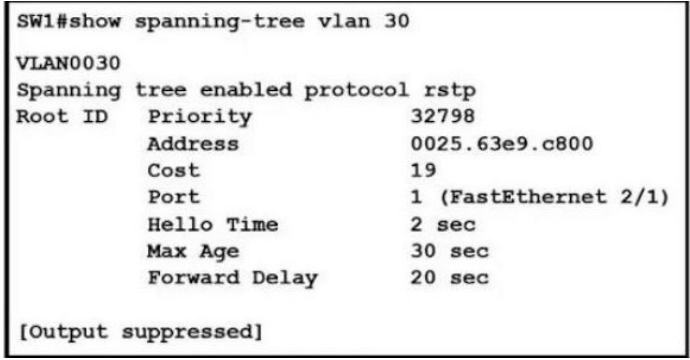 SW1#show spanning-tree vlan 30
VLAN0030
Spanning tree enabled protocol rstp
Root ID Priority 32798
Address 0025.63e9.c800
Cost 19
Port 1 (FastEthernet 2/1)
Hello Time 2 sec
Max Age 30 sec
Forward Delay 20 sec
[Output suppressed]